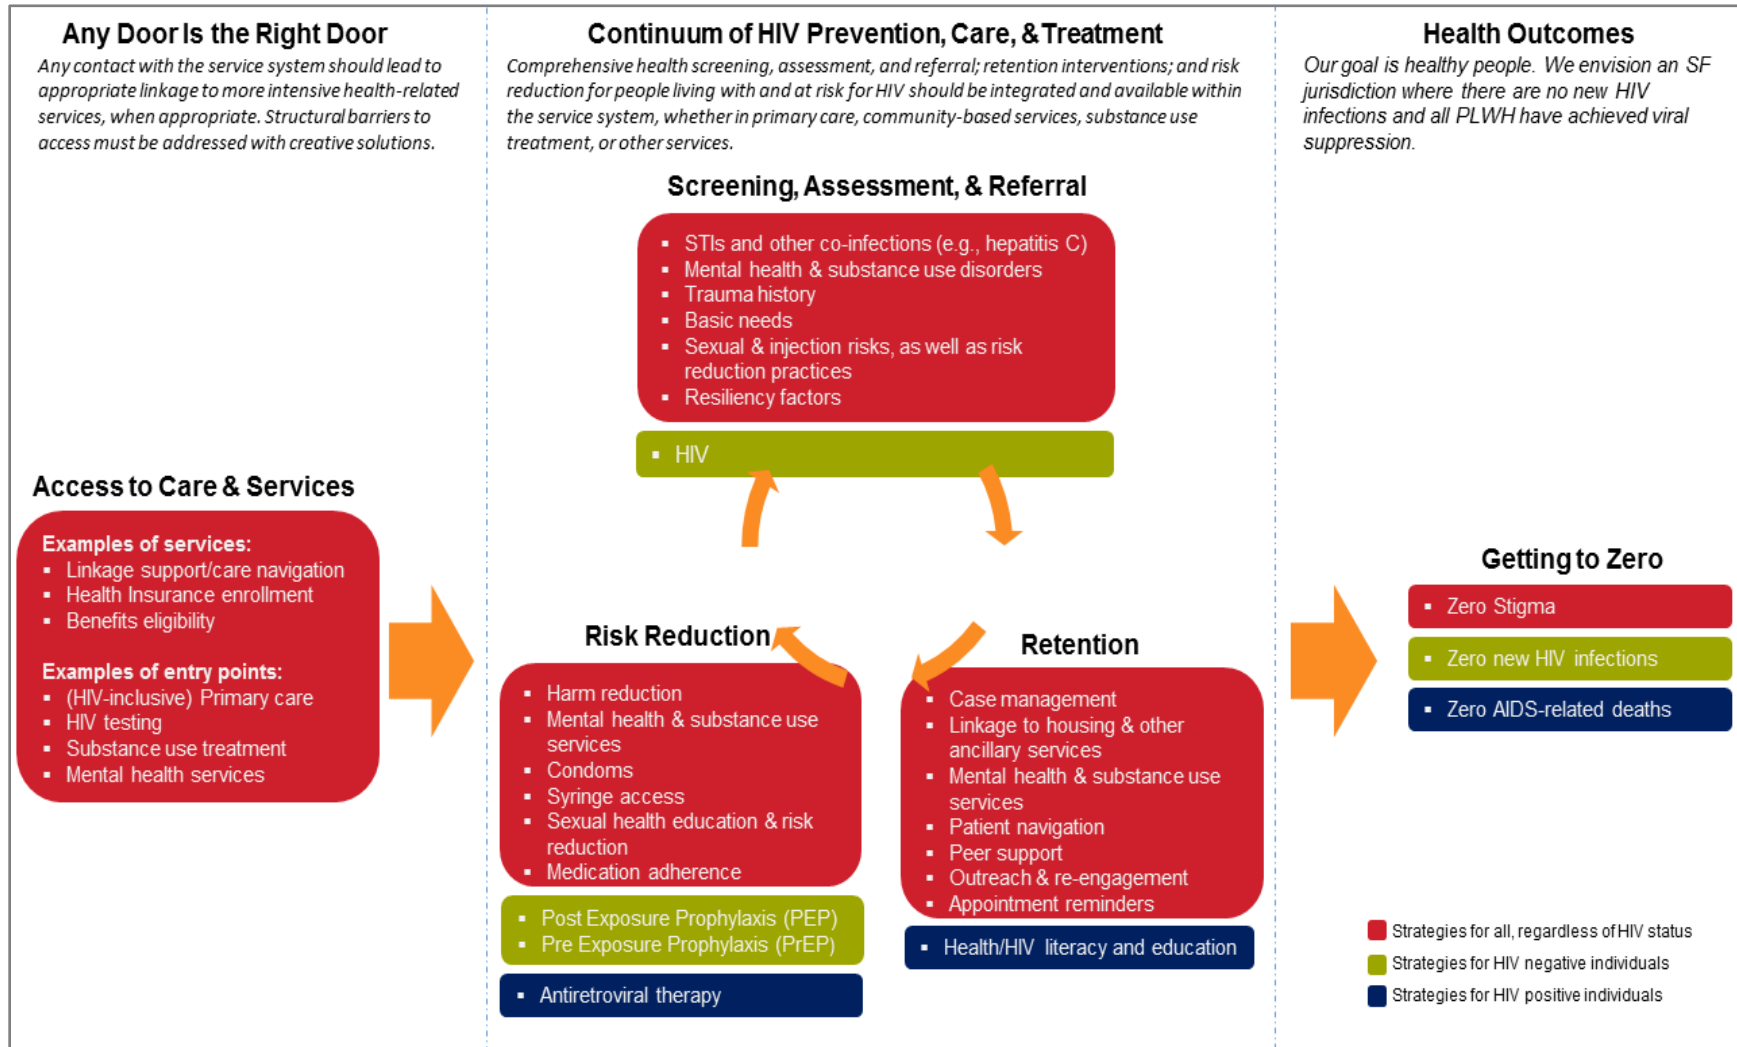 Any Door Is the Right Door
Any contact with the service system should lead to
appropriate linkage to more intensive health-related
services, when appropriate. Structural barriers to
access must be addressed with creative solutions.
Access to Care & Services
Examples of services:
▪ Linkage support/care navigation
▪ Health Insurance enrollment
▪ Benefits eligibility
Examples of entry points:
▪ (HIV-inclusive) Primary care
▪ HIV testing
▪ Substance use treatment
▪ Mental health services
Continuum of HIV Prevention, Care, & Treatment
Comprehensive health screening, assessment, and referral; retention interventions; and risk
reduction for people living with and at risk for HIV should be integrated and available within
the service system, whether in primary care, community-based services, substance use
treatment, or other services.
Screening, Assessment, & Referral
▪ STIs and other co-infections (e.g., hepatitis C)
▪ Mental health & substance use disorders
▪ Trauma history
▪ Basic needs
▪ Sexual & injection risks, as well as risk
reduction practices
▪ Resiliency factors
▪ HIV
Risk Reduction
▪ Harm reduction
▪ Mental health & substance use
services
▪ Condoms
▪ Syringe access
▪ Sexual health education & risk
reduction
▪ Medication adherence
▪ Post Exposure Prophylaxis (PEP)
▪ Pre Exposure Prophylaxis (PrEP)
▪ Antiretroviral therapy
Retention
▪ Case management
▪ Linkage to housing & other
ancillary services
▪ Mental health & substance use
services
▪ Patient navigation
▪ Peer support
▪ Outreach & re-engagement
▪ Appointment reminders
▪ Health/HIV literacy and education
Health Outcomes
Our goal is healthy people. We envision an SF
jurisdiction where there are no new HIV
infections and all PLWH have achieved viral
suppression.
Getting to Zero
▪ Zero Stigma
▪ Zero new HIV infections
▪ Zero AIDS-related deaths
Strategies for all, regardless of HIV status
Strategies for HIV negative individuals
Strategies for HIV positive individuals